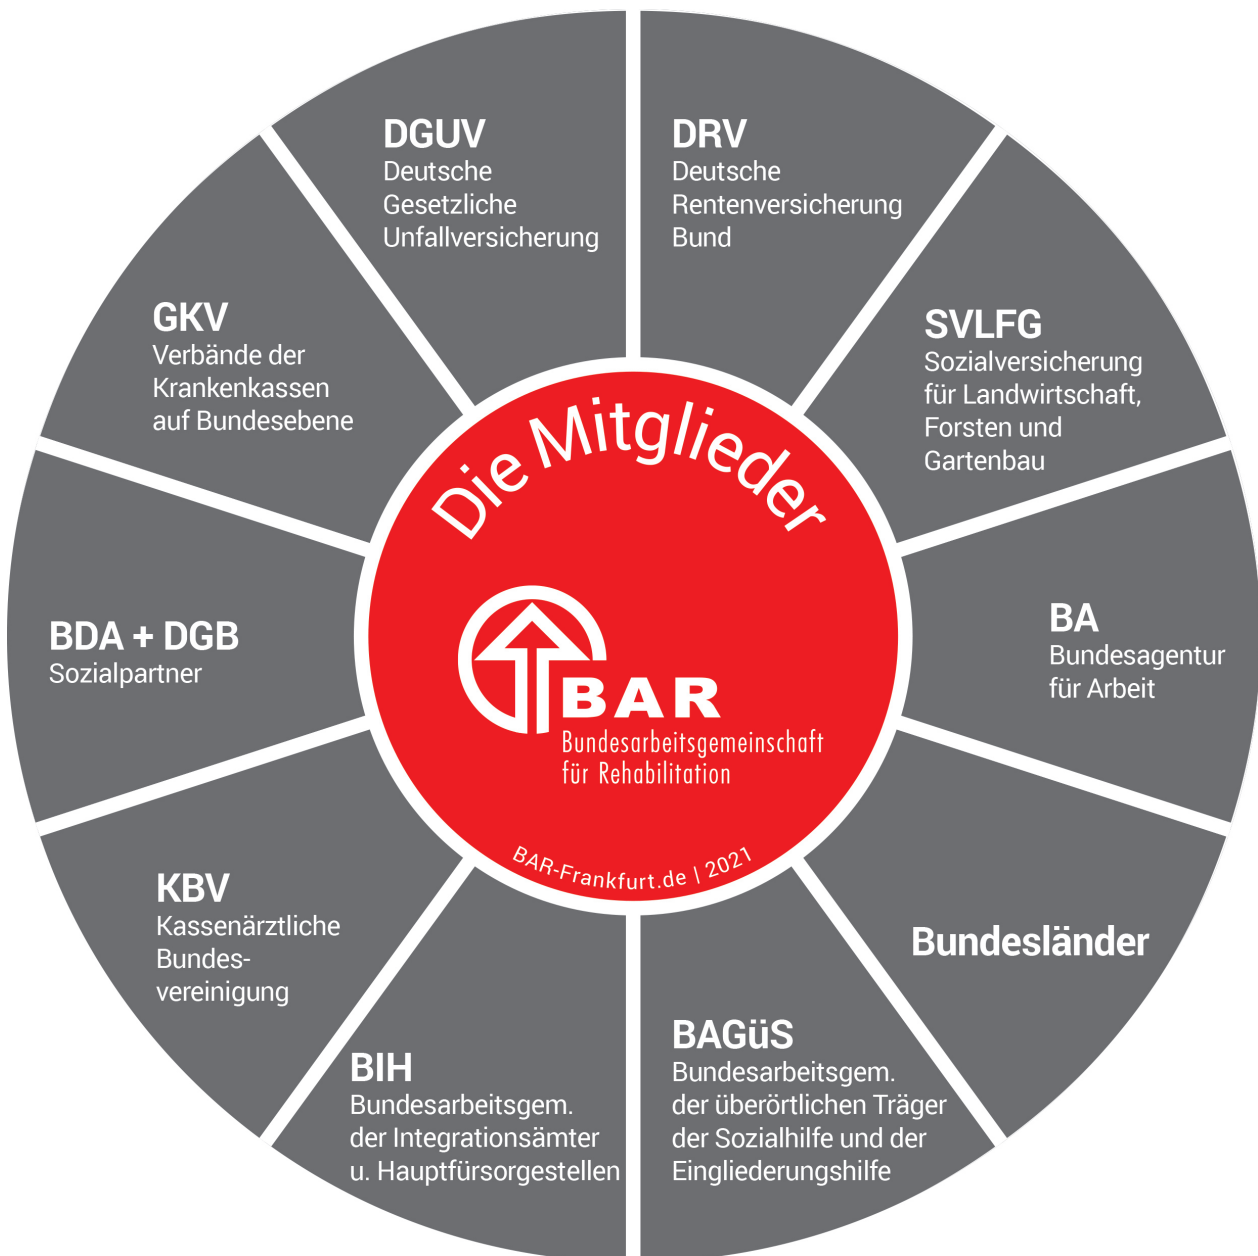 DGUV
Deutsche
Gesetzliche
Unfallversicherung
DRV
Deutsche
Rentenversicherung
Bund
GKV
Verbände der
Krankenkassen
auf Bundesebene
SVLFG
Sozialversicherung
für Landwirtschaft,
Forsten und
Gartenbau
Die Mitglieder
BDA + DGB
Sozialpartner
BAR
Bundesarbeitsgemeinschaft
für Rehabilitation
BA
Bundesagentur
für Arbeit
BAR-Frankfurt.de | 2021
KBV
Kassenärztliche
Bundes-
vereinigung
Bundesländer
BIH
Bundesarbeitsgem.
der Integrationsämter
u. Hauptfürsorgestellen
BAGüS
Bundesarbeitsgem.
der überörtlichen Träger
der Sozialhilfe und der
Eingliederungshilfe